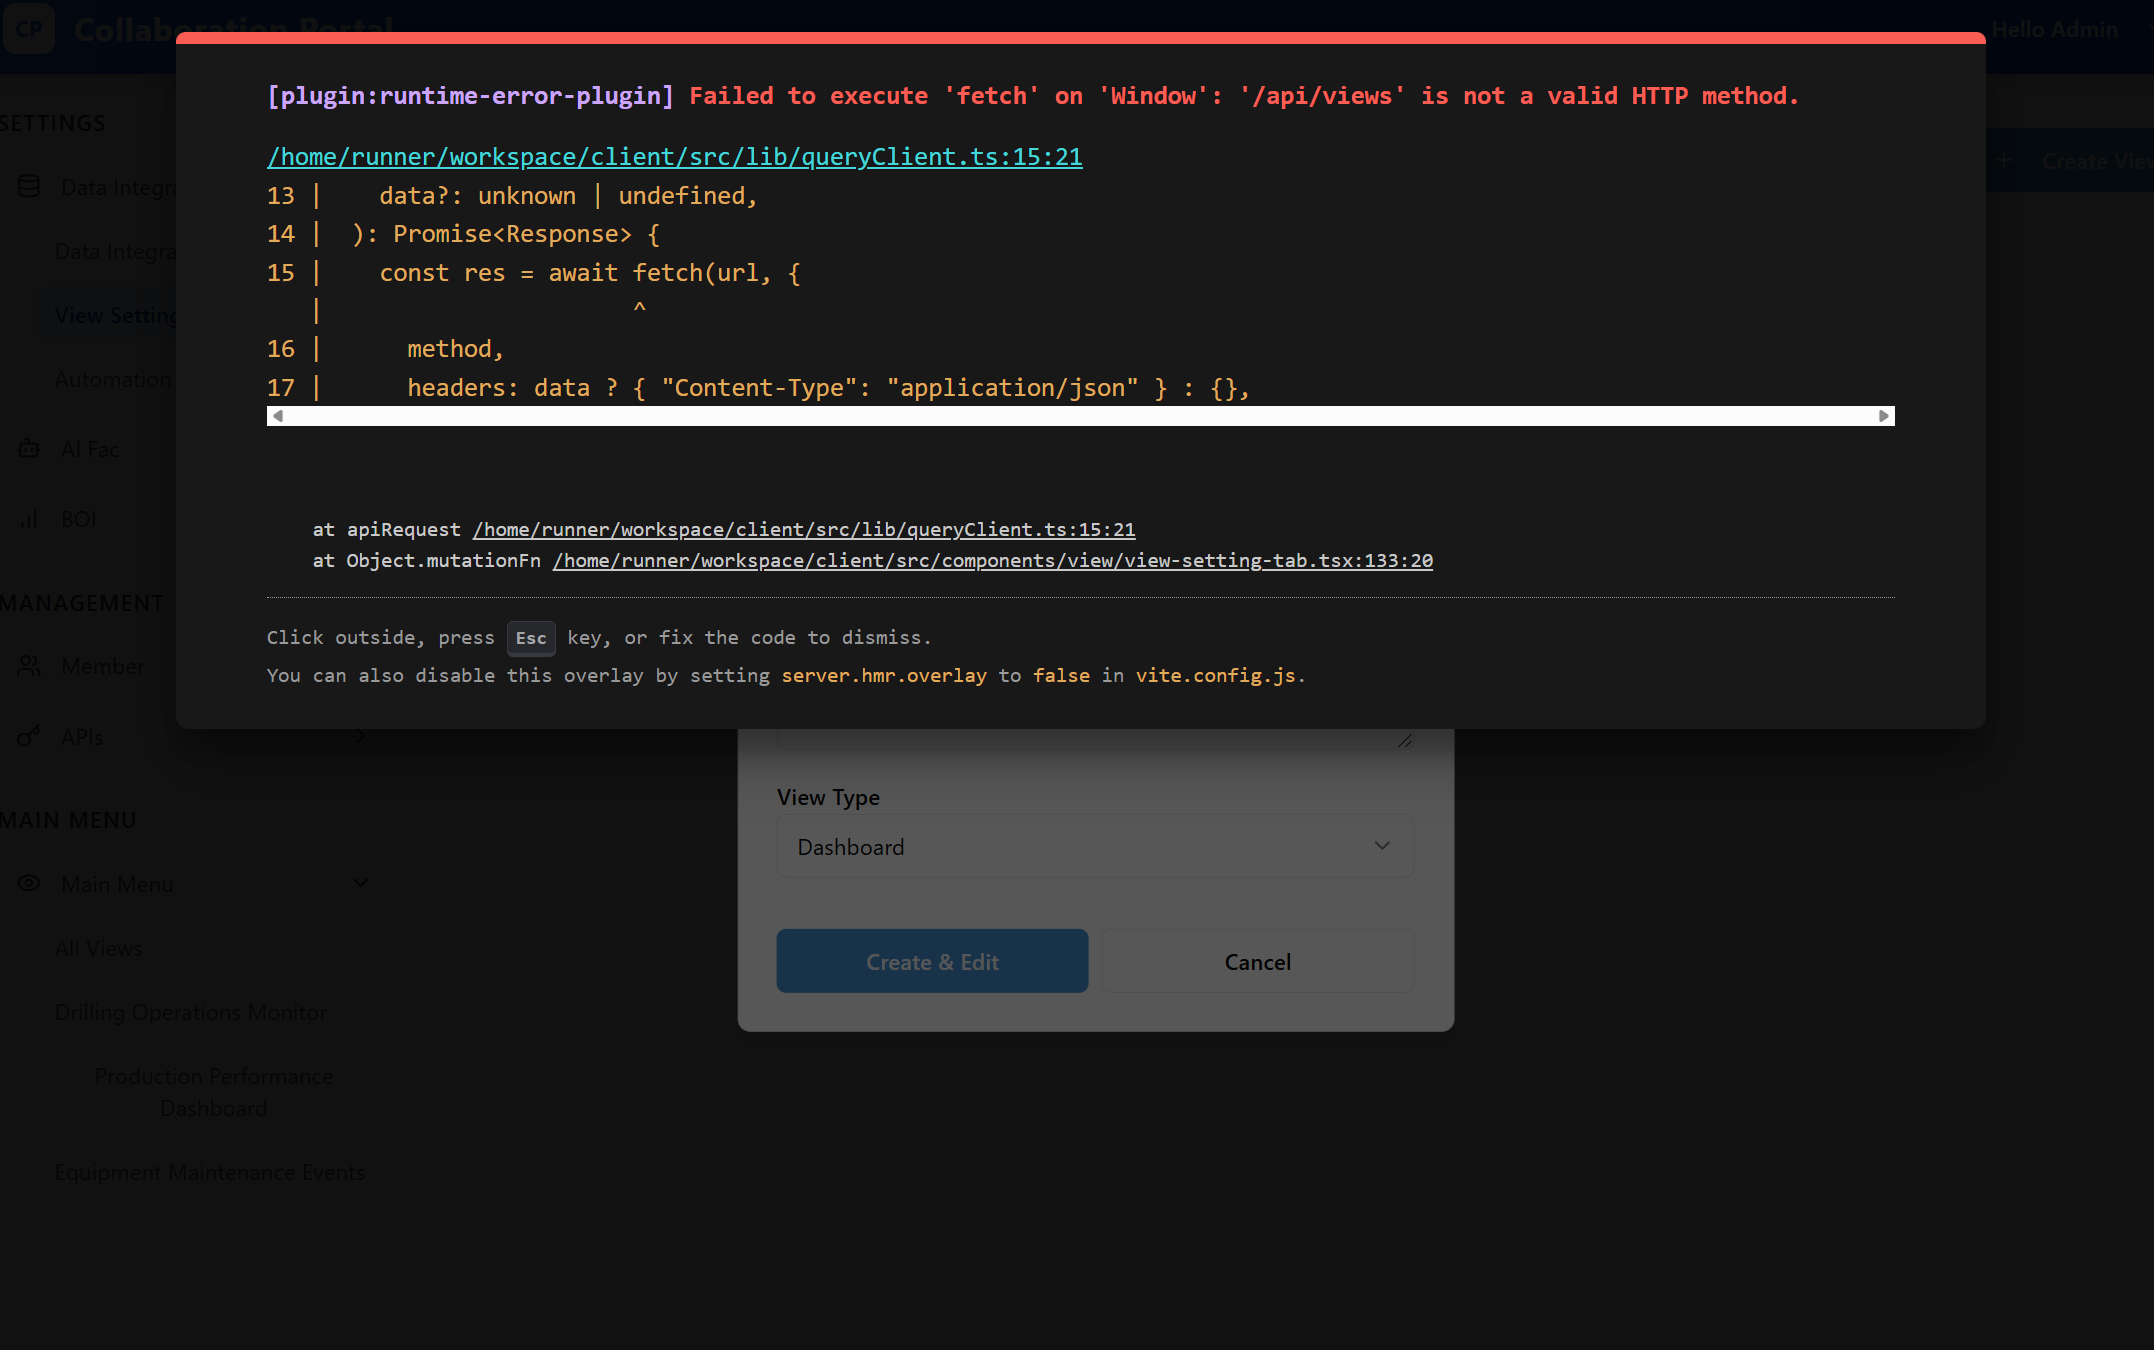 CP Collaboration Portal
Hello Admin
[plugin:runtime-error-plugin] Failed to execute 'fetch' on 'Window': '/api/views' is not a valid HTTP method.
/home/runner/workspace/client/src/lib/queryClient.ts:15:21
13 |    data?: unknown | undefined,
14 |  ): Promise<Response> {
15 |    const res = await fetch(url, {
   |                      ^
16 |      method,
17 |      headers: data ? { "Content-Type": "application/json" } : {},
at apiRequest /home/runner/workspace/client/src/lib/queryClient.ts:15:21
at Object.mutationFn /home/runner/workspace/client/src/components/view/view-setting-tab.tsx:133:20
Click outside, press Esc key, or fix the code to dismiss.
You can also disable this overlay by setting server.hmr.overlay to false in vite.config.js.
SETTINGS
Data Integra
Data Integra
View Setting
Automation
AI Fac
BOI
MANAGEMENT
Member
APIs
MAIN MENU
Main Menu
All Views
Drilling Operations Monitor
Production Performance
Dashboard
Equipment Maintenance Events
+ Create View
View Type
Dashboard
Create & Edit
Cancel